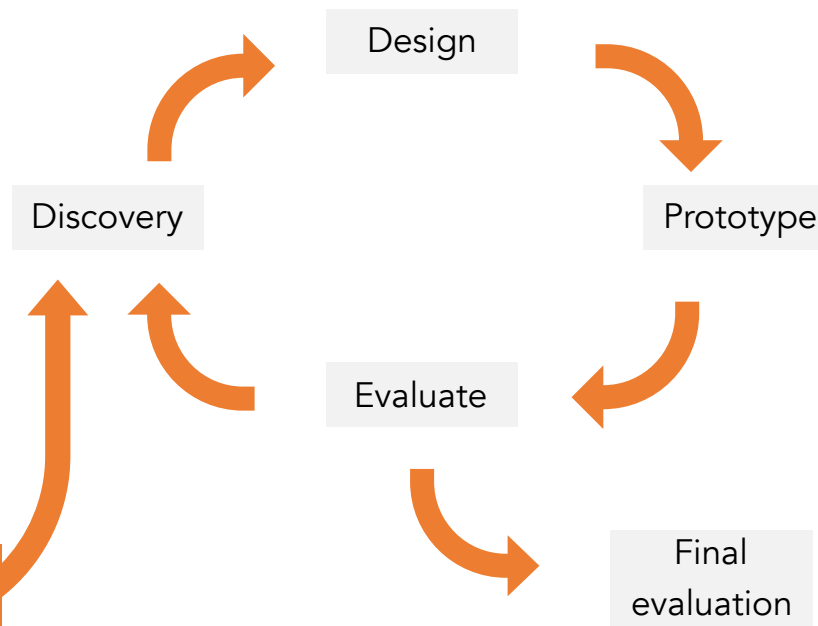 Design
Discovery
Prototype
Evaluate
Final
evaluation